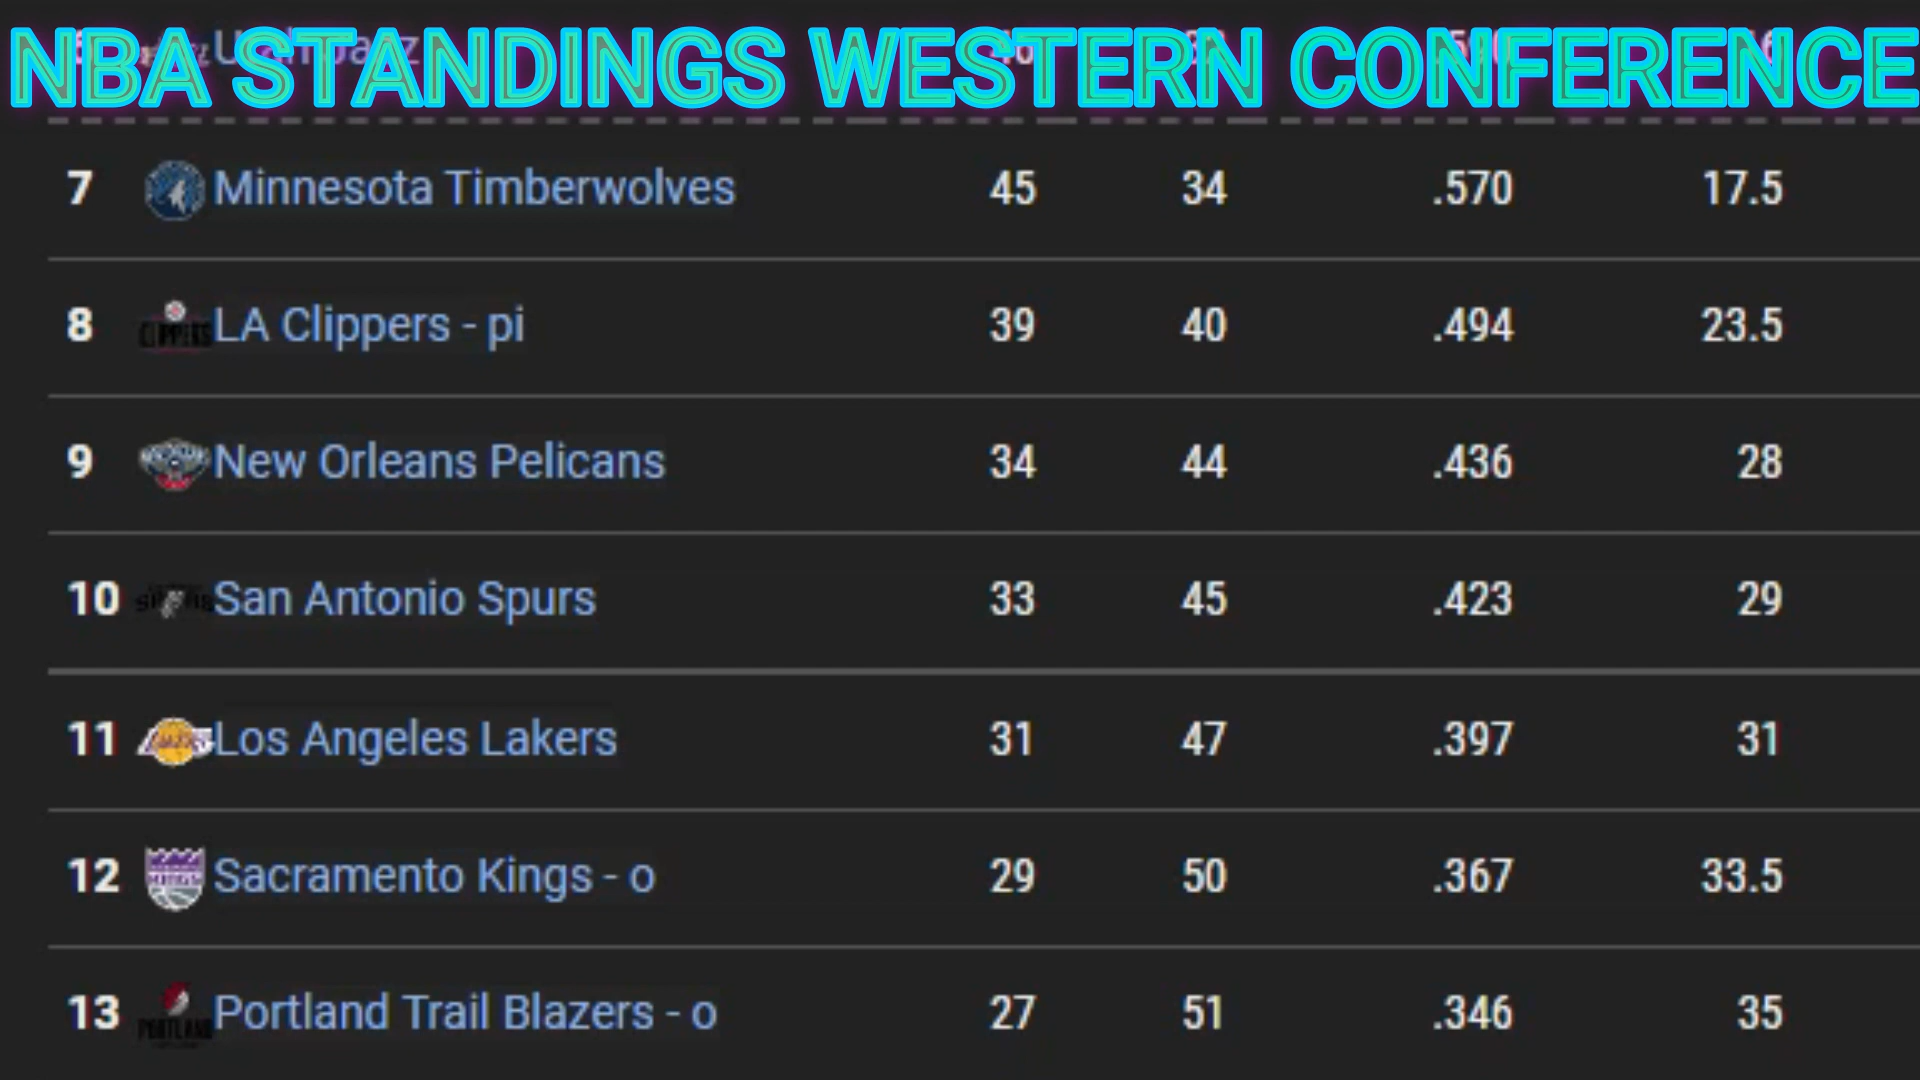 NBA STANDINGS WESTERN CONFERENCE
7 Minnesota Timberwolves 45 34 .570 17.5
8 CLIPPERS LA Clippers - pi 39 40 .494 23.5
9 New Orleans Pelicans 34 44 .436 28
10 San Antonio Spurs 33 45 .423 29
11 Los Angeles Lakers 31 47 .397 31
12 Sacramento Kings - o 29 50 .367 33.5
13 PORTLAND Portland Trail Blazers - o 27 51 .346 35